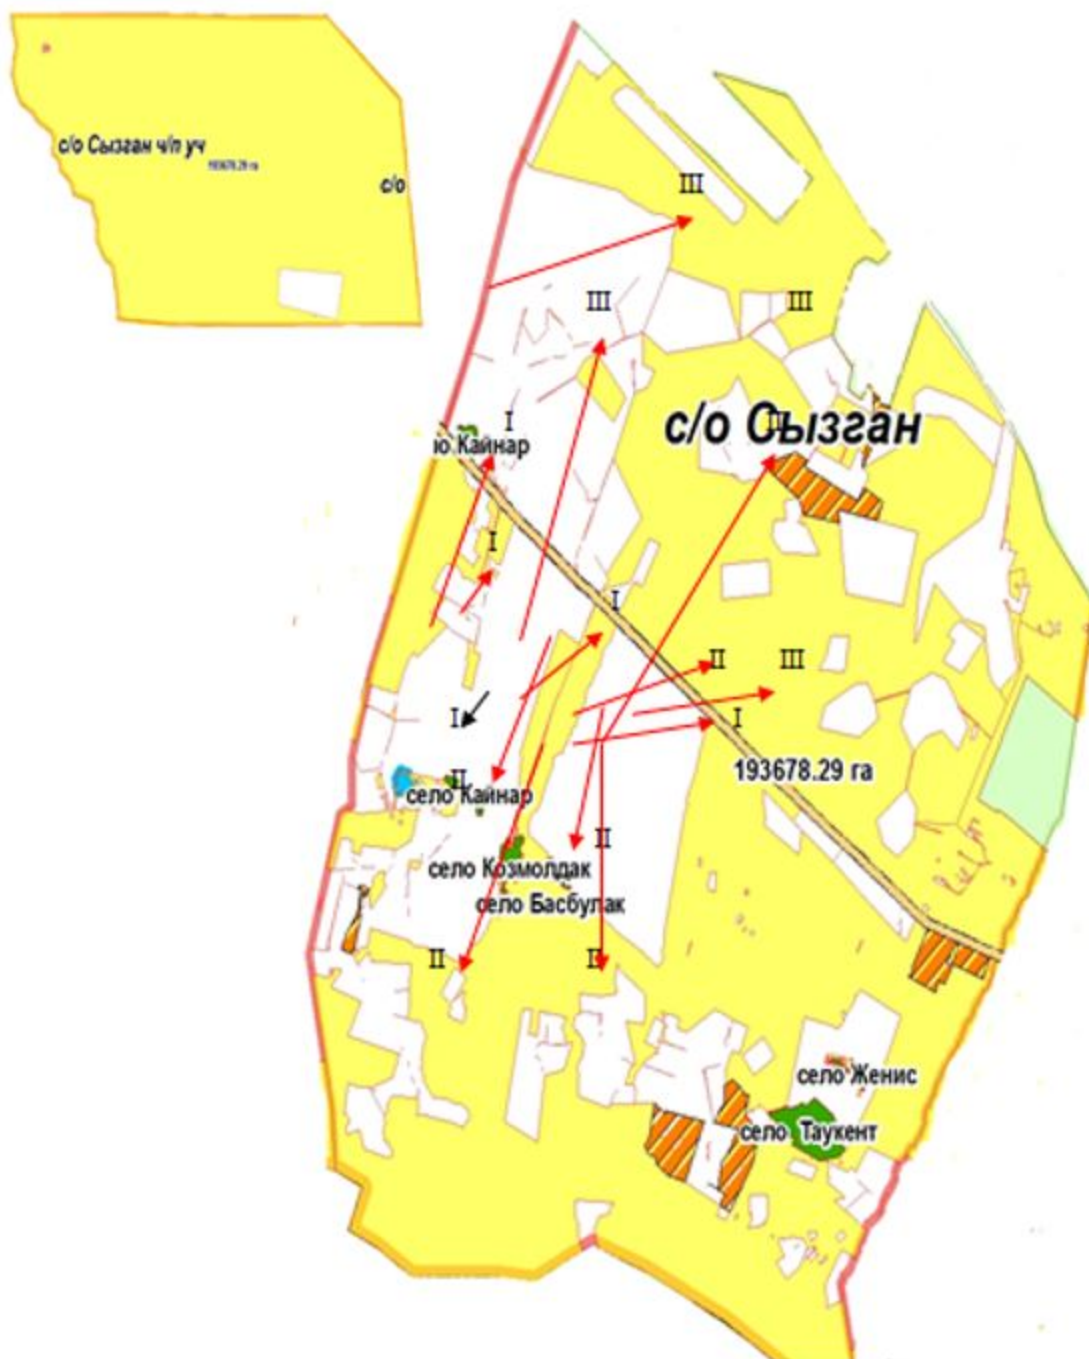 с/о Сызган ч/п уч
193678.29 га
с/о
III
III
III
I
II
с/о Сызган
ю Кайнар
I
I
II
III
I
I
193678.29 га
II
село Кайнар
II
село Козмолдак
село Басбулак
II
II
село Женис
село Таукент